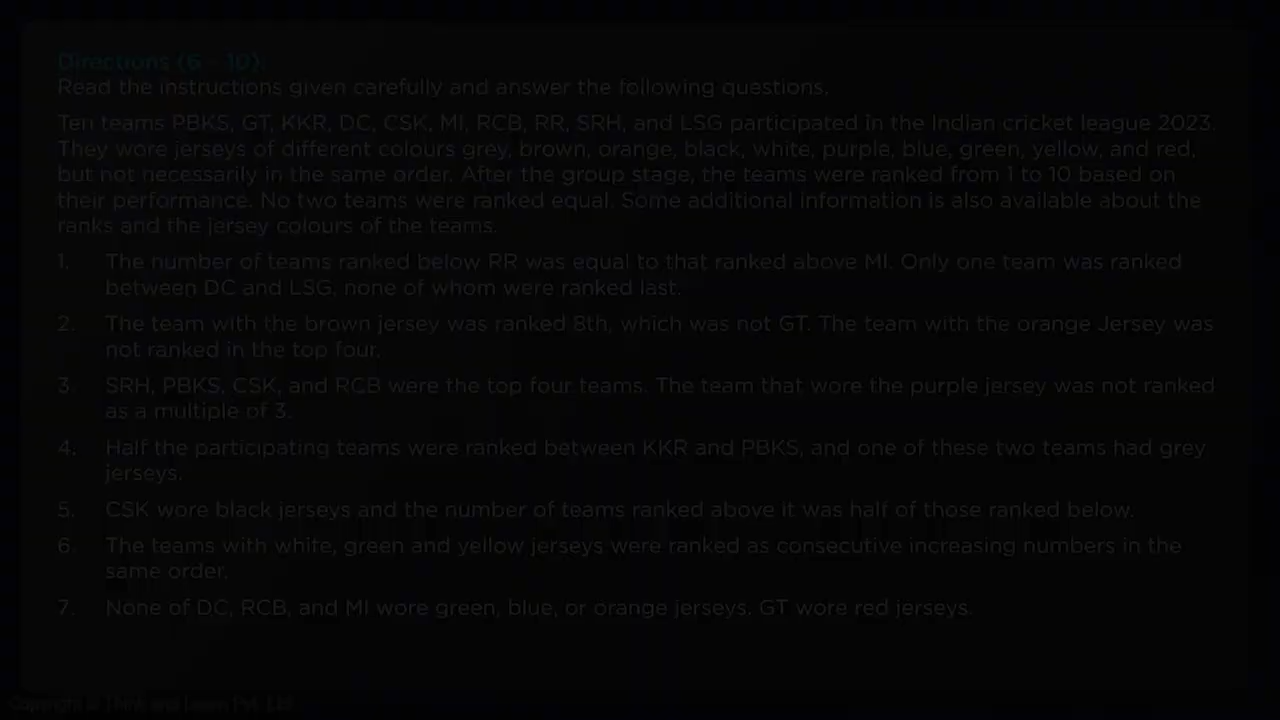 Directions (6 – 10):
Read the instructions given carefully and answer the following questions.
Ten teams PBKS, GT, KKR, DC, CSK, MI, RCB, RR, SRH, and LSG participated in the Indian cricket league 2023.
They wore jerseys of different colours grey, brown, orange, black, white, purple, blue, green, yellow, and red,
but not necessarily in the same order. After the group stage, the teams were ranked from 1 to 10 based on
their performance. No two teams were ranked equal. Some additional information is also available about the
ranks and the jersey colours of the teams.
1. The number of teams ranked below RR was equal to that ranked above MI. Only one team was ranked
between DC and LSG, none of whom were ranked last.
2. The team with the brown jersey was ranked 8th, which was not GT. The team with the orange Jersey was
not ranked in the top four.
3. SRH, PBKS, CSK, and RCB were the top four teams. The team that wore the purple jersey was not ranked
as a multiple of 3.
4. Half the participating teams were ranked between KKR and PBKS, and one of these two teams had grey
jerseys.
5. CSK wore black jerseys and the number of teams ranked above it was half of those ranked below.
6. The teams with white, green and yellow jerseys were ranked as consecutive increasing numbers in the
same order.
7. None of DC, RCB, and MI wore green, blue, or orange jerseys. GT wore red jerseys.
Copyright © Think and Learn Pvt. Ltd.